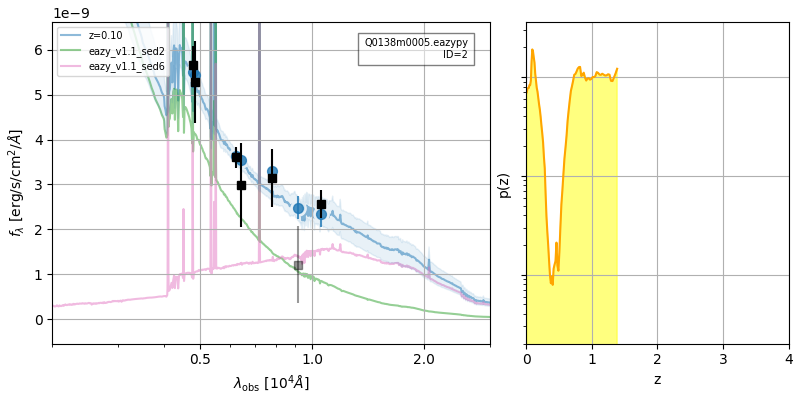 1e−9
z=0.10
eazy_v1.1_sed2
eazy_v1.1_sed6
Q0138m0005.eazypy
ID=2
6
5
4
3
2
1
0
f_λ [erg/s/cm²/Å]
0.5
1.0
2.0
λ_obs [10⁴Å]
p(z)
0
1
2
3
4
z